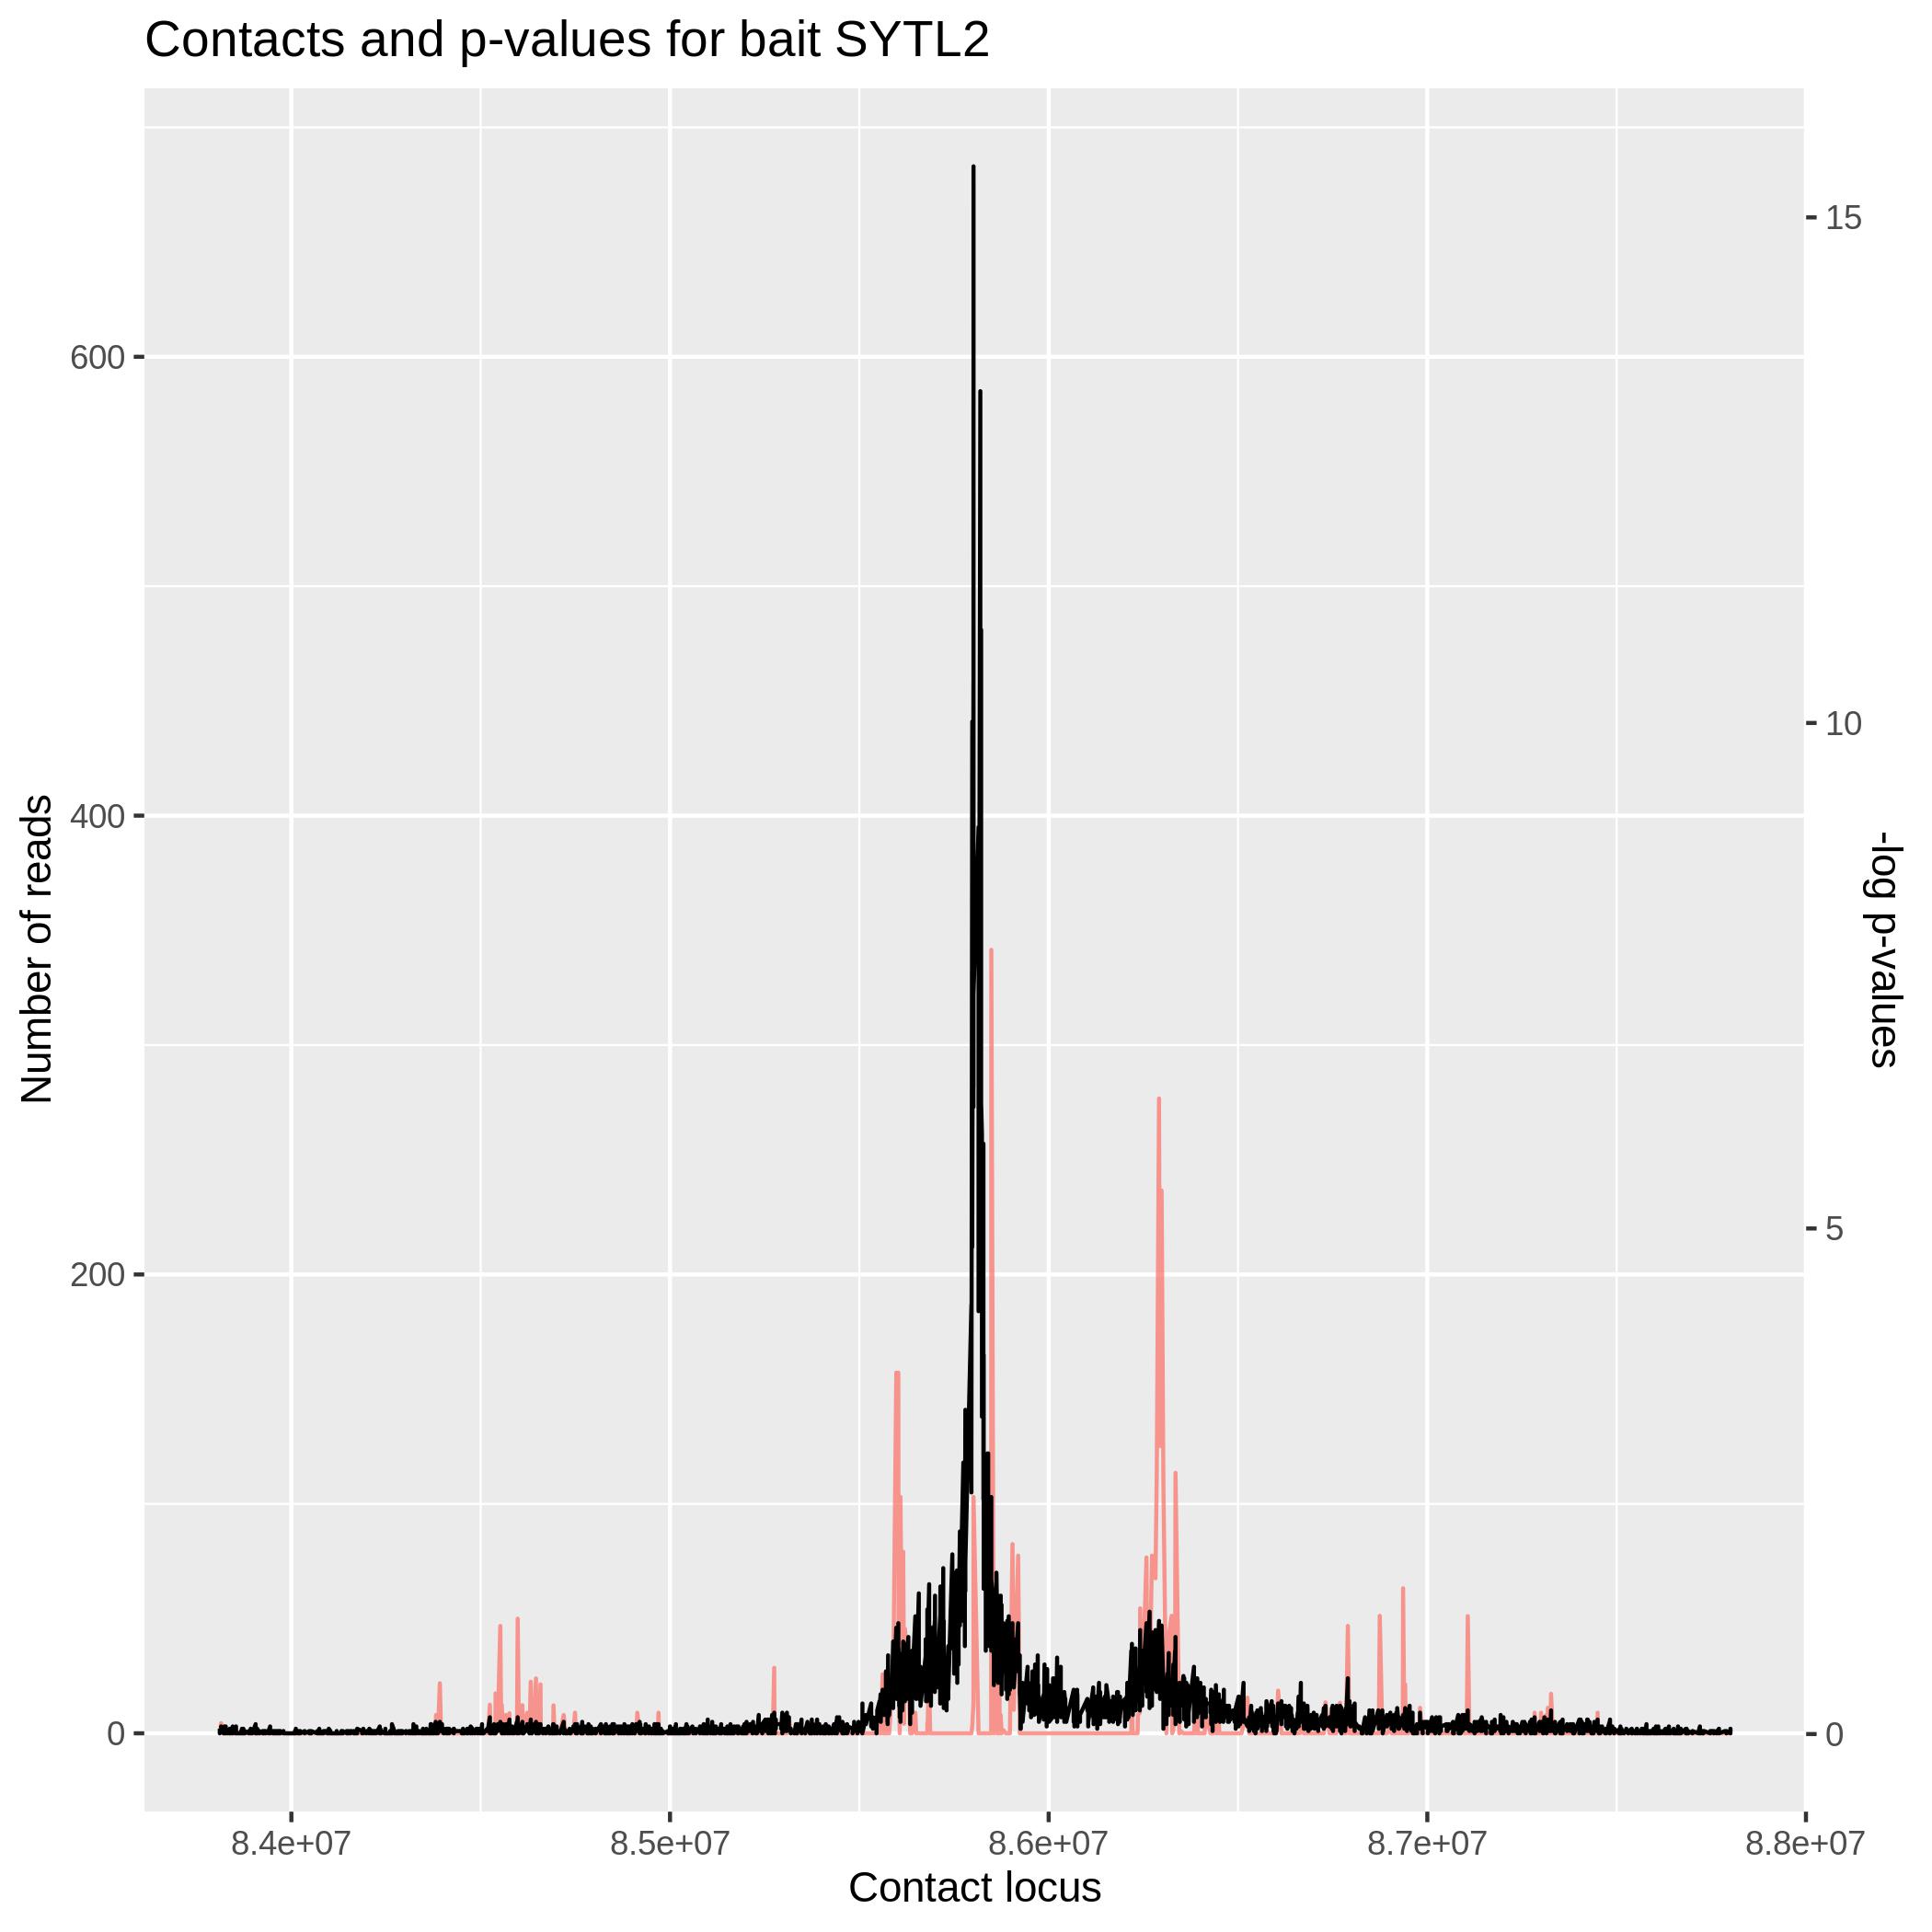 Contacts and p-values for bait SYTL2
Number of reads
600
400
200
0
15
10
5
0
-log p-values
8.4e+07 8.5e+07 8.6e+07 8.7e+07 8.8e+07
Contact locus